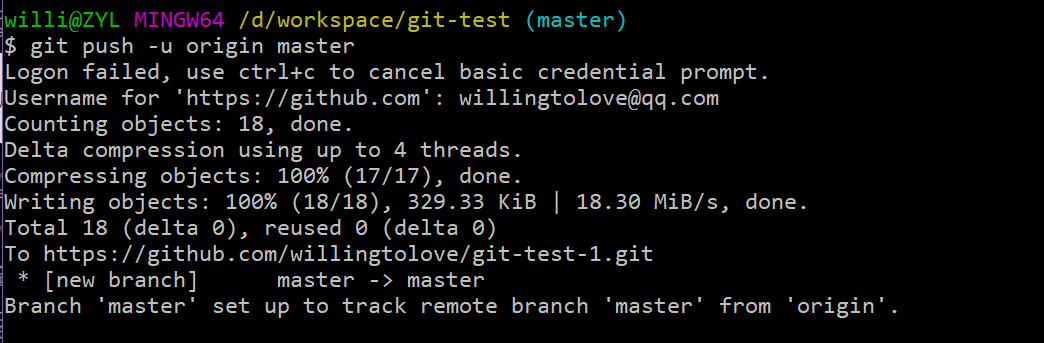 willi@ZYL MINGW64 /d/workspace/git-test (master)
$ git push -u origin master
Logon failed, use ctrl+c to cancel basic credential prompt.
Username for 'https://github.com': willingtolove@qq.com
Counting objects: 18, done.
Delta compression using up to 4 threads.
Compressing objects: 100% (17/17), done.
Writing objects: 100% (18/18), 329.33 KiB | 18.30 MiB/s, done.
Total 18 (delta 0), reused 0 (delta 0)
To https://github.com/willingtolove/git-test-1.git
 * [new branch]      master -> master
Branch 'master' set up to track remote branch 'master' from 'origin'.